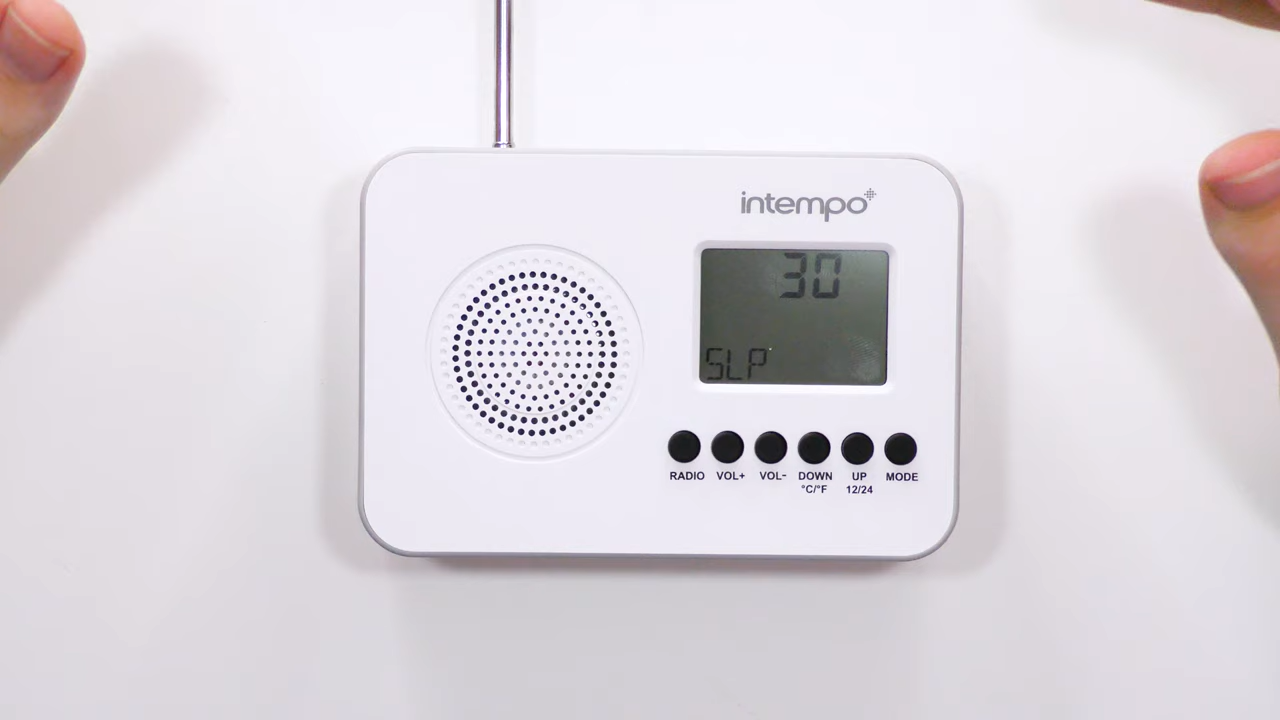 intempo
30
SLP
RADIO VOL+ VOL- DOWN UP MODE
°C/°F 12/24